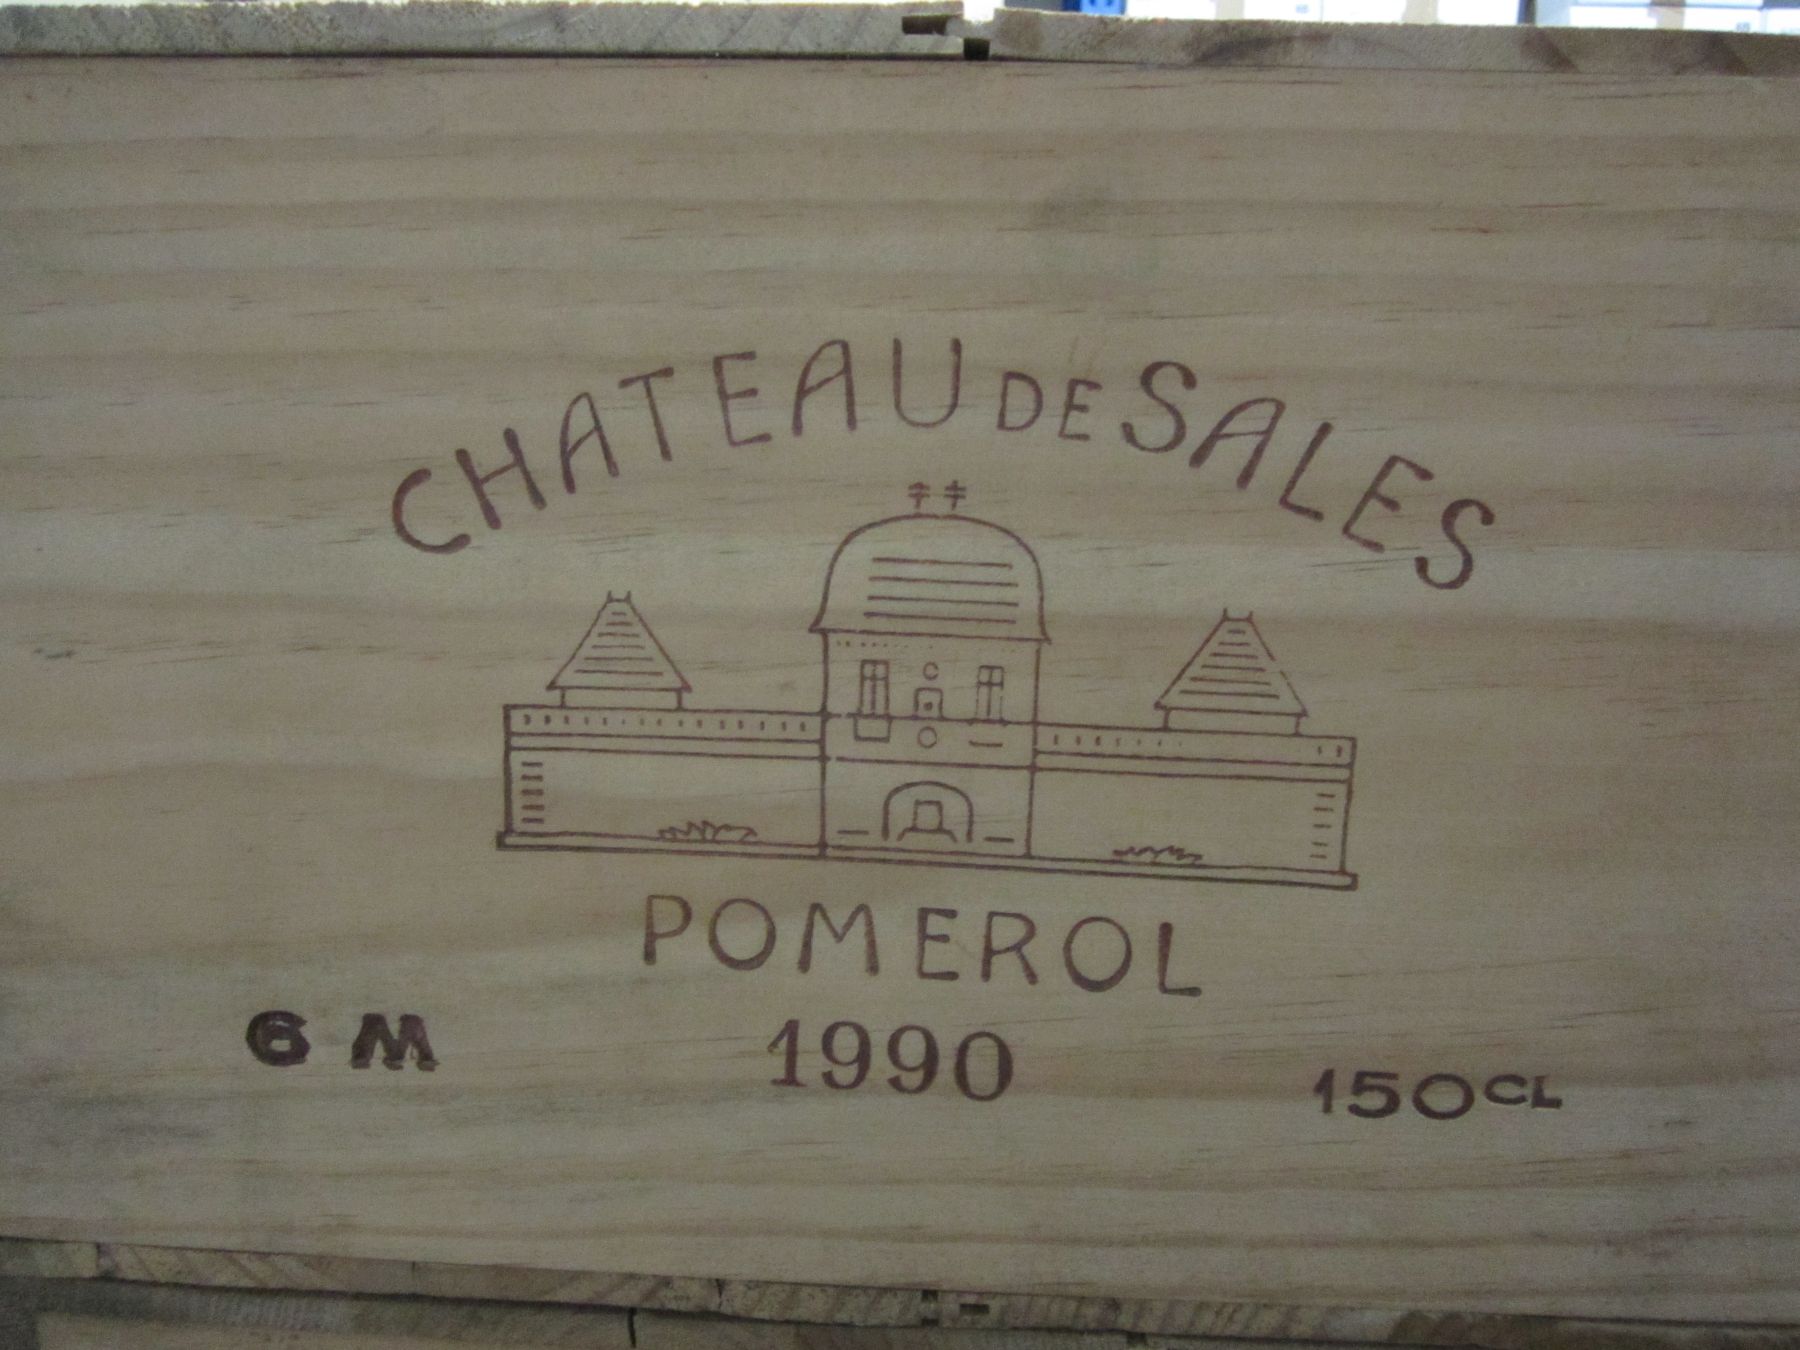 CHATEAU DE SALES
POMEROL
6 M 1990 150CL